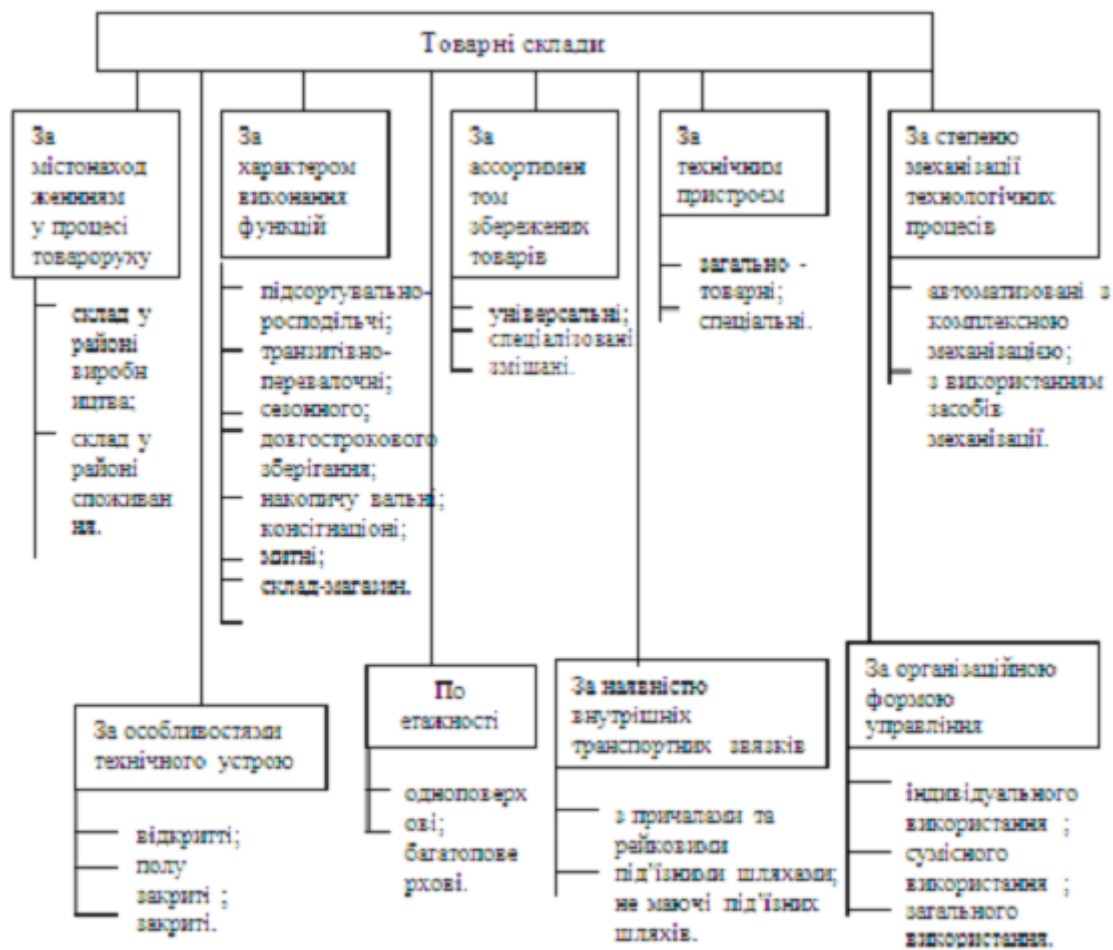 Товарні склади
За
містонаход
женнням
у процесі
товароруху
склад у
районі
виробн
ицтва;
склад у
районі
споживан
ня.
За
характером
виконання
функцій
підсортувально-
росподільчі;
транзитівно-
перевалочні;
сезонного;
довгострокового
зберігання;
накопичу вальні;
консігнаціоні;
митні;
склад-магазин.
За
ассортимен
том
збережених
товарів
універсальні;
спеціалізовані
змішані.
За
технічним
пристроєм
загально -
товарні;
спеціальні.
За степеню
механізації
технологічних
процесів
автоматизовані з
комплексною
механізацією;
з використанням
засобів
механізації.
За особливостями
технічного устрою
відкритті;
полу
закриті ;
закриті.
По
етажності
одноповерх
ові;
багатопове
рхові.
За наявністю
внутрішніх
транспортних звязків
з причалами та
рейковими
під'їзними шляхами;
не маючі під'їзних
шляхів.
За організаційною
формою
управління
індивідуального
використання ;
сумісного
використання ;
загального
використання.